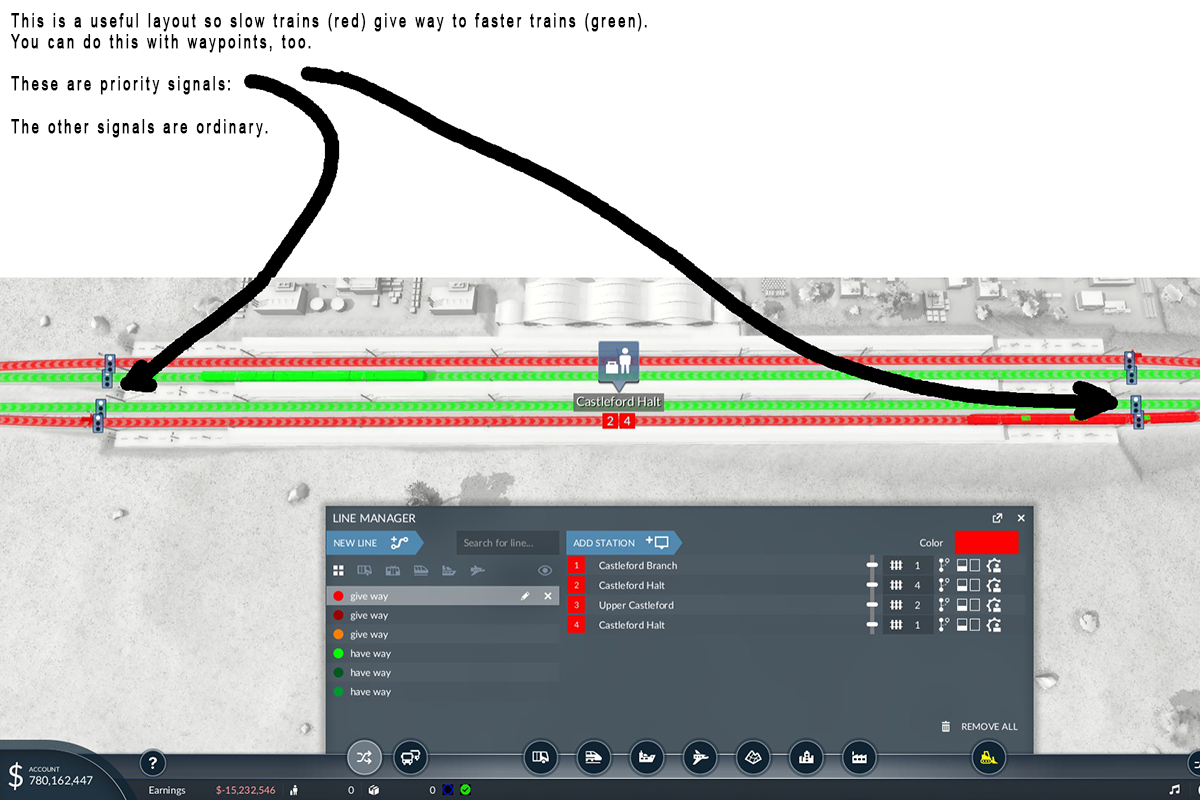 This is a useful layout so slow trains (red) give way to faster trains (green).
You can do this with waypoints, too.
These are priority signals:
The other signals are ordinary.
Castleford Halt
2 4
LINE MANAGER
NEW LINE
Search for line...
ADD STATION
Color
give way
give way
give way
have way
have way
have way
1 Castleford Branch 1
2 Castleford Halt 4
3 Upper Castleford 2
4 Castleford Halt 1
REMOVE ALL
$ ACCOUNT
780,162,447
?
Earnings $-15,232,546 0 0